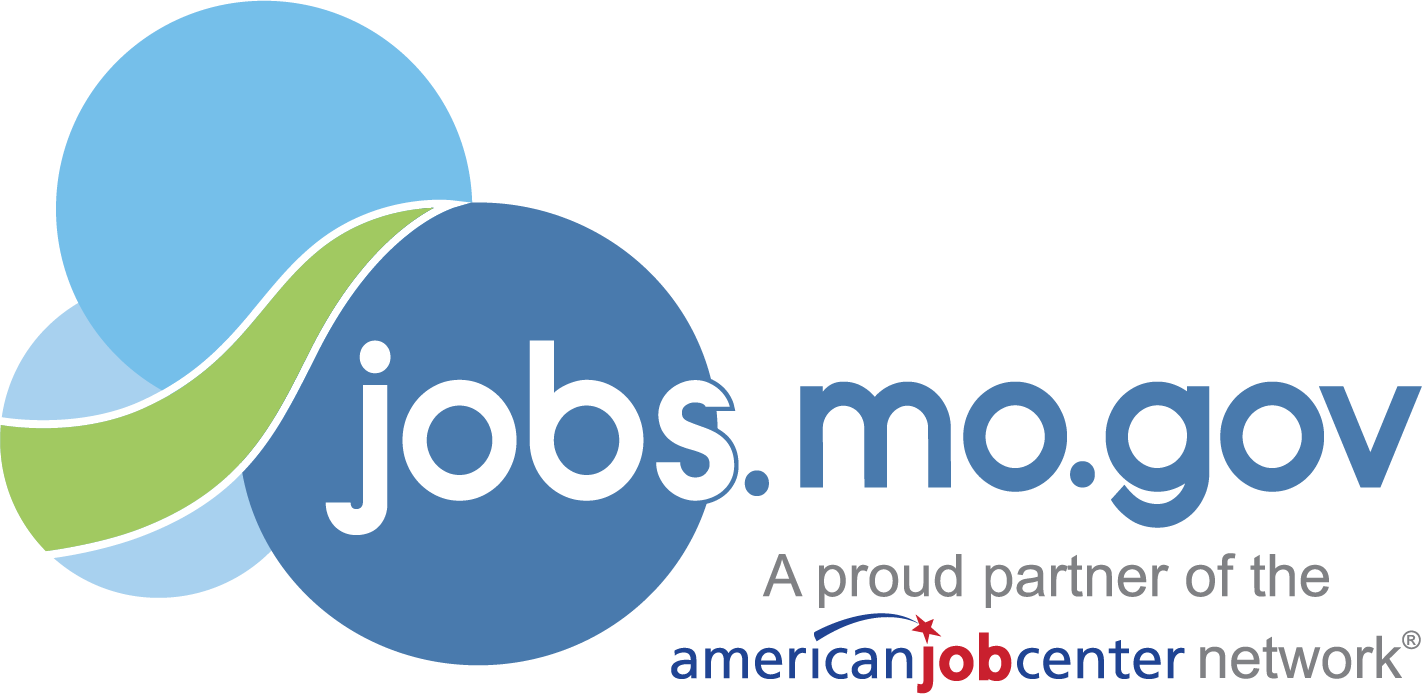 jobs.mo.gov
A proud partner of the
americanjobcenter network®